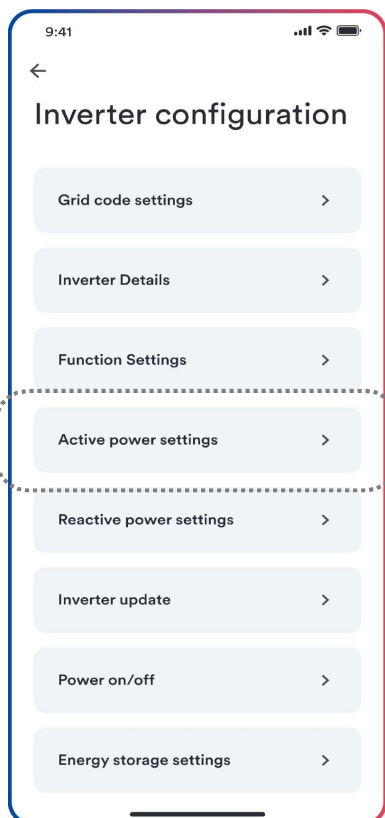 9:41
Inverter configuration
Grid code settings
Inverter Details
Function Settings
Active power settings
Reactive power settings
Inverter update
Power on/off
Energy storage settings